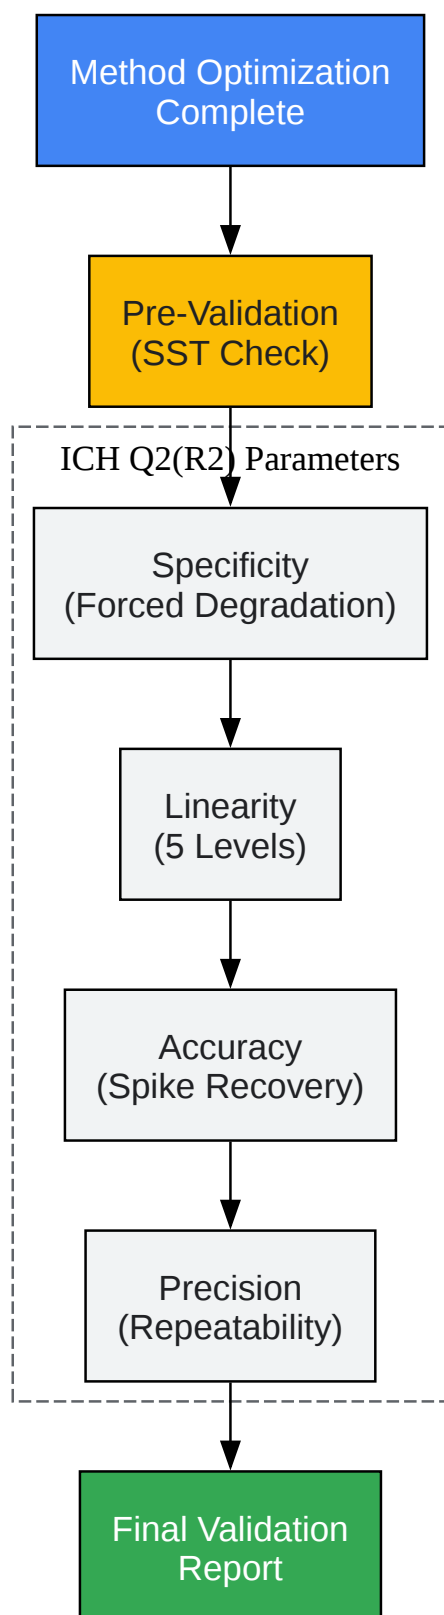 Method Optimization
Complete
Pre-Validation
(SST Check)
ICH Q2(R2) Parameters
Specificity
(Forced Degradation)
Linearity
(5 Levels)
Accuracy
(Spike Recovery)
Precision
(Repeatability)
Final Validation
Report